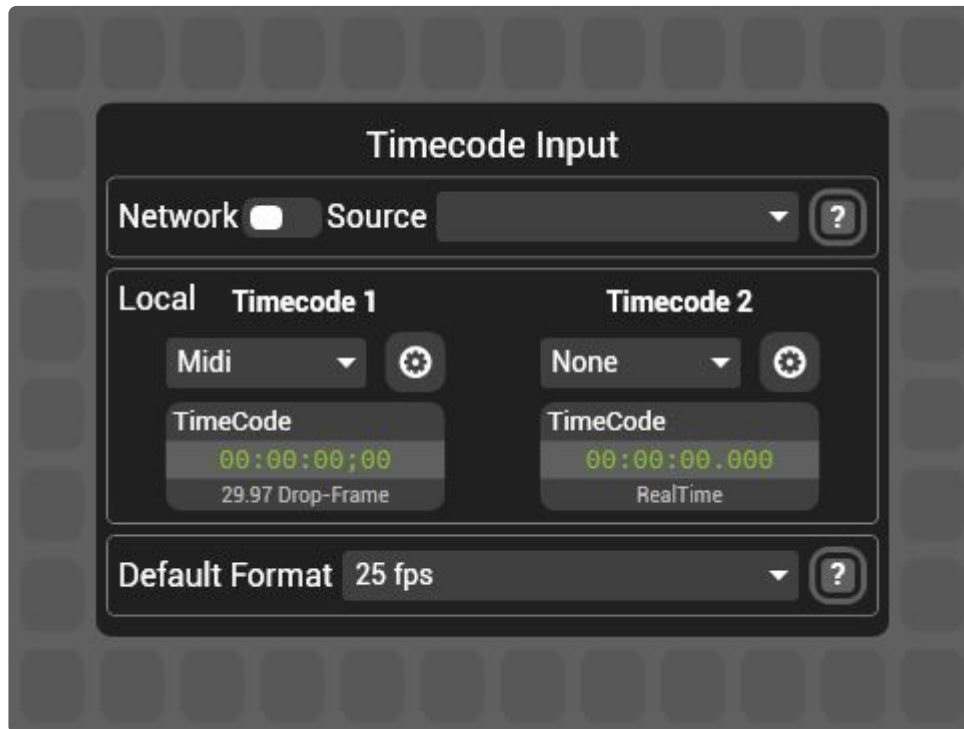 Timecode Input
Network Source ?
Local Timecode 1 Timecode 2
Midi None
TimeCode TimeCode
00:00:00;00 00:00:00.000
29.97 Drop-Frame RealTime
Default Format 25 fps ?